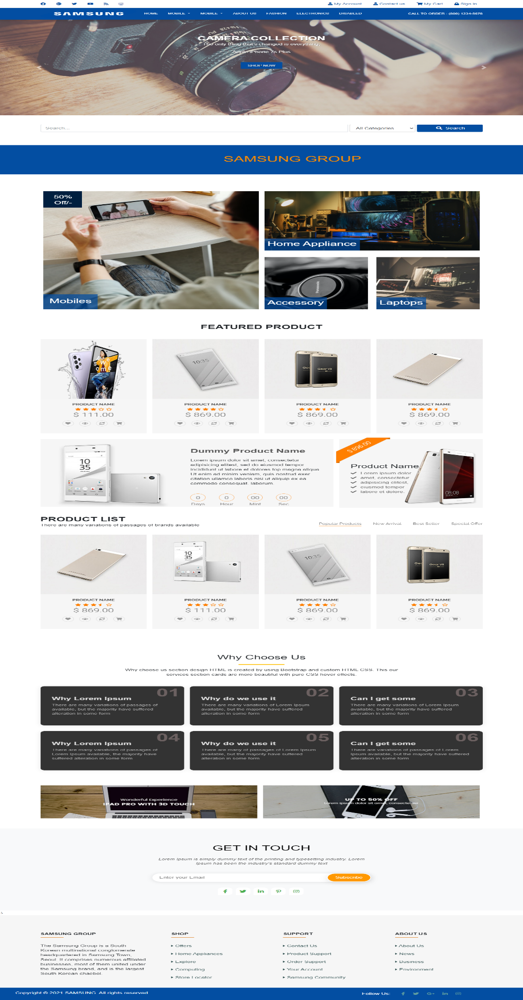 My Account
Contact us
My Cart
Sign In
SAMSUNG
HOME
MOBILE
MOBILE
ABOUT US
FASHION
ELECTRONICS
DISABLED
CALL TO ORDER : (800) 1234-5678
CAMERA COLLECTION
The only thing that's changed is everything,
Apple iPhone 7s Plus
SHOP NOW
Search...
All Categories
Search
SAMSUNG GROUP
50%
Off/-
Mobiles
Home Appliance
Panasonic
Accessory
OPEN
Laptops
FEATURED PRODUCT
Awe
s w
ome
10:35
Gear VR
PRODUCT NAME
$ 111.00
PRODUCT NAME
$ 869.00
PRODUCT NAME
$ 869.00
PRODUCT NAME
$ 869.00
10
35
Dummy Product Name
Lorem ipsum dolor sit amet, consectetur
adipisicing elitest, sed do eiusmod tempor
incididunt ut labore et dolores top magna aliqua.
Ut enim ad minim veniam, quis nostrud exer
citation ullamco laboris nisi ut aliquip ex ea
commodo consequat. laborum.
0
Days
0
Hour
00
Mint
00
Sec
$ 896.00
Product Name
Lorem ipsum dolor
amet, consectetur
adipisicing elitest,
eiusmod tempor
labore et dolore.
08:08
PRODUCT LIST
There are many variations of passages of brands available
Popular Products
New Arrival
Best Seller
Special Offer
10
35
10:35
Gear VR
PRODUCT NAME
$ 869.00
PRODUCT NAME
$ 111.00
PRODUCT NAME
$ 869.00
PRODUCT NAME
$ 869.00
Why Choose Us
Why choose us section design HTML is created by using Bootstrap and custom HTML CSS. This our
services section cards are more beautiful with pure CSS hover effects.
01
Why Lorem Ipsum
There are many variations of passages of
available, but the majority have suffered
alteration in some form
02
Why do we use it
There are many variations of Lorem Ipsum
available, but the majority have suffered
alteration in some form
03
Can I get some
There are many variations of Lorem Ipsum
available, but the majority have suffered
alteration in some form
04
Why Lorem Ipsum
There are many variations of passages of
Lorem Ipsum available, the majority have
suffered alteration in some form
05
Why do we use it
There are many of passages of Lorem Ipsum
available, but the majority have suffered
alteration in some form
06
Can I get some
There are variations of passages of Lorem
Ipsum available, but the majority have suffered
alteration in some form
Wonderful Experience
IPAD PRO WITH 3D TOUCH
UP TO 50% OFF
Lorem ipsum dolor sit amet, consectetuer
GET IN TOUCH
Lorem Ipsum is simply dummy text of the printing and typesetting industry. Lorem
Ipsum has been the industry's standard dummy text
Enter your Email
Subscribe
SAMSUNG GROUP
The Samsung Group is a South
Korean multinational conglomerate
headquartered in Samsung Town,
Seoul. It comprises numerous affiliated
businesses, most of them united under
the Samsung brand, and is the largest
South Korean chaebol.
SHOP
Offers
Home Appliances
Explore
Computing
Store Locator
SUPPORT
Contact Us
Product Support
Order Support
Your Account
Samsung Community
ABOUT US
About Us
News
Business
Environment
Copyright © 2021 SAMSUNG. All rights reserved
Follow Us: